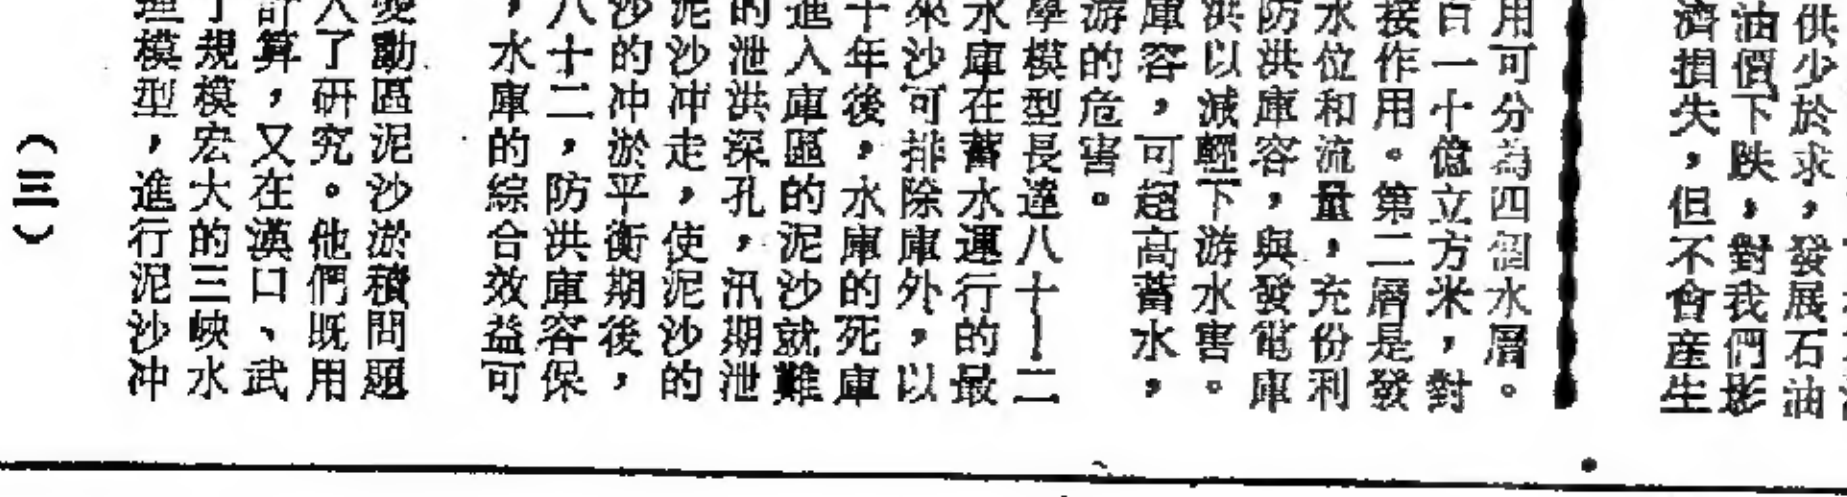 供少於求，發展石油
油價下跌，對我們影
濟損失，但不會産生
用可分為四個水層。
百一十億立方米，對
接作用。第二層是發
水位和流量，充份利
防洪庫容，與發電庫
洪以減輕下游水害。
庫容，可超高蓄水，
游的危害。
學模型長達八十一二
水庫在蓄水運行的最
來沙可排除庫外，以
十年後，水庫的死庫
進入庫區的泥沙就難
的泄洪深孔，汛期泄
泥沙冲走，使泥沙的
沙的冲淤平衡期後，
八十二，防洪庫容保
，水庫的綜合效益可
變動區泥沙淤積問題
人了研究。他們既用
計算，又在漢口、武
了規模宏大的三峽水
理模型，進行泥沙冲
（三）